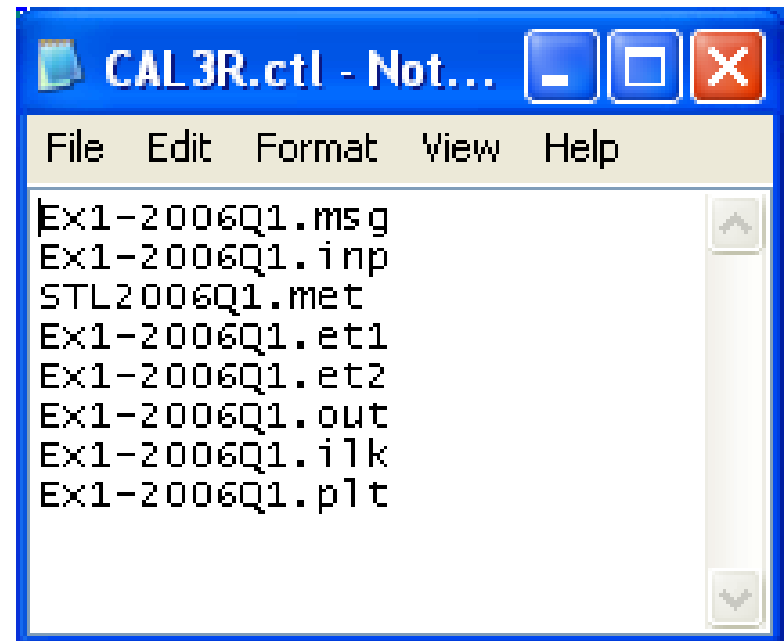 CAL3R.ctl - Not...
File Edit Format View Help
Ex1-2006Q1.msg
Ex1-2006Q1.inp
STL2006Q1.met
Ex1-2006Q1.et1
Ex1-2006Q1.et2
Ex1-2006Q1.out
Ex1-2006Q1.ilk
Ex1-2006Q1.plt